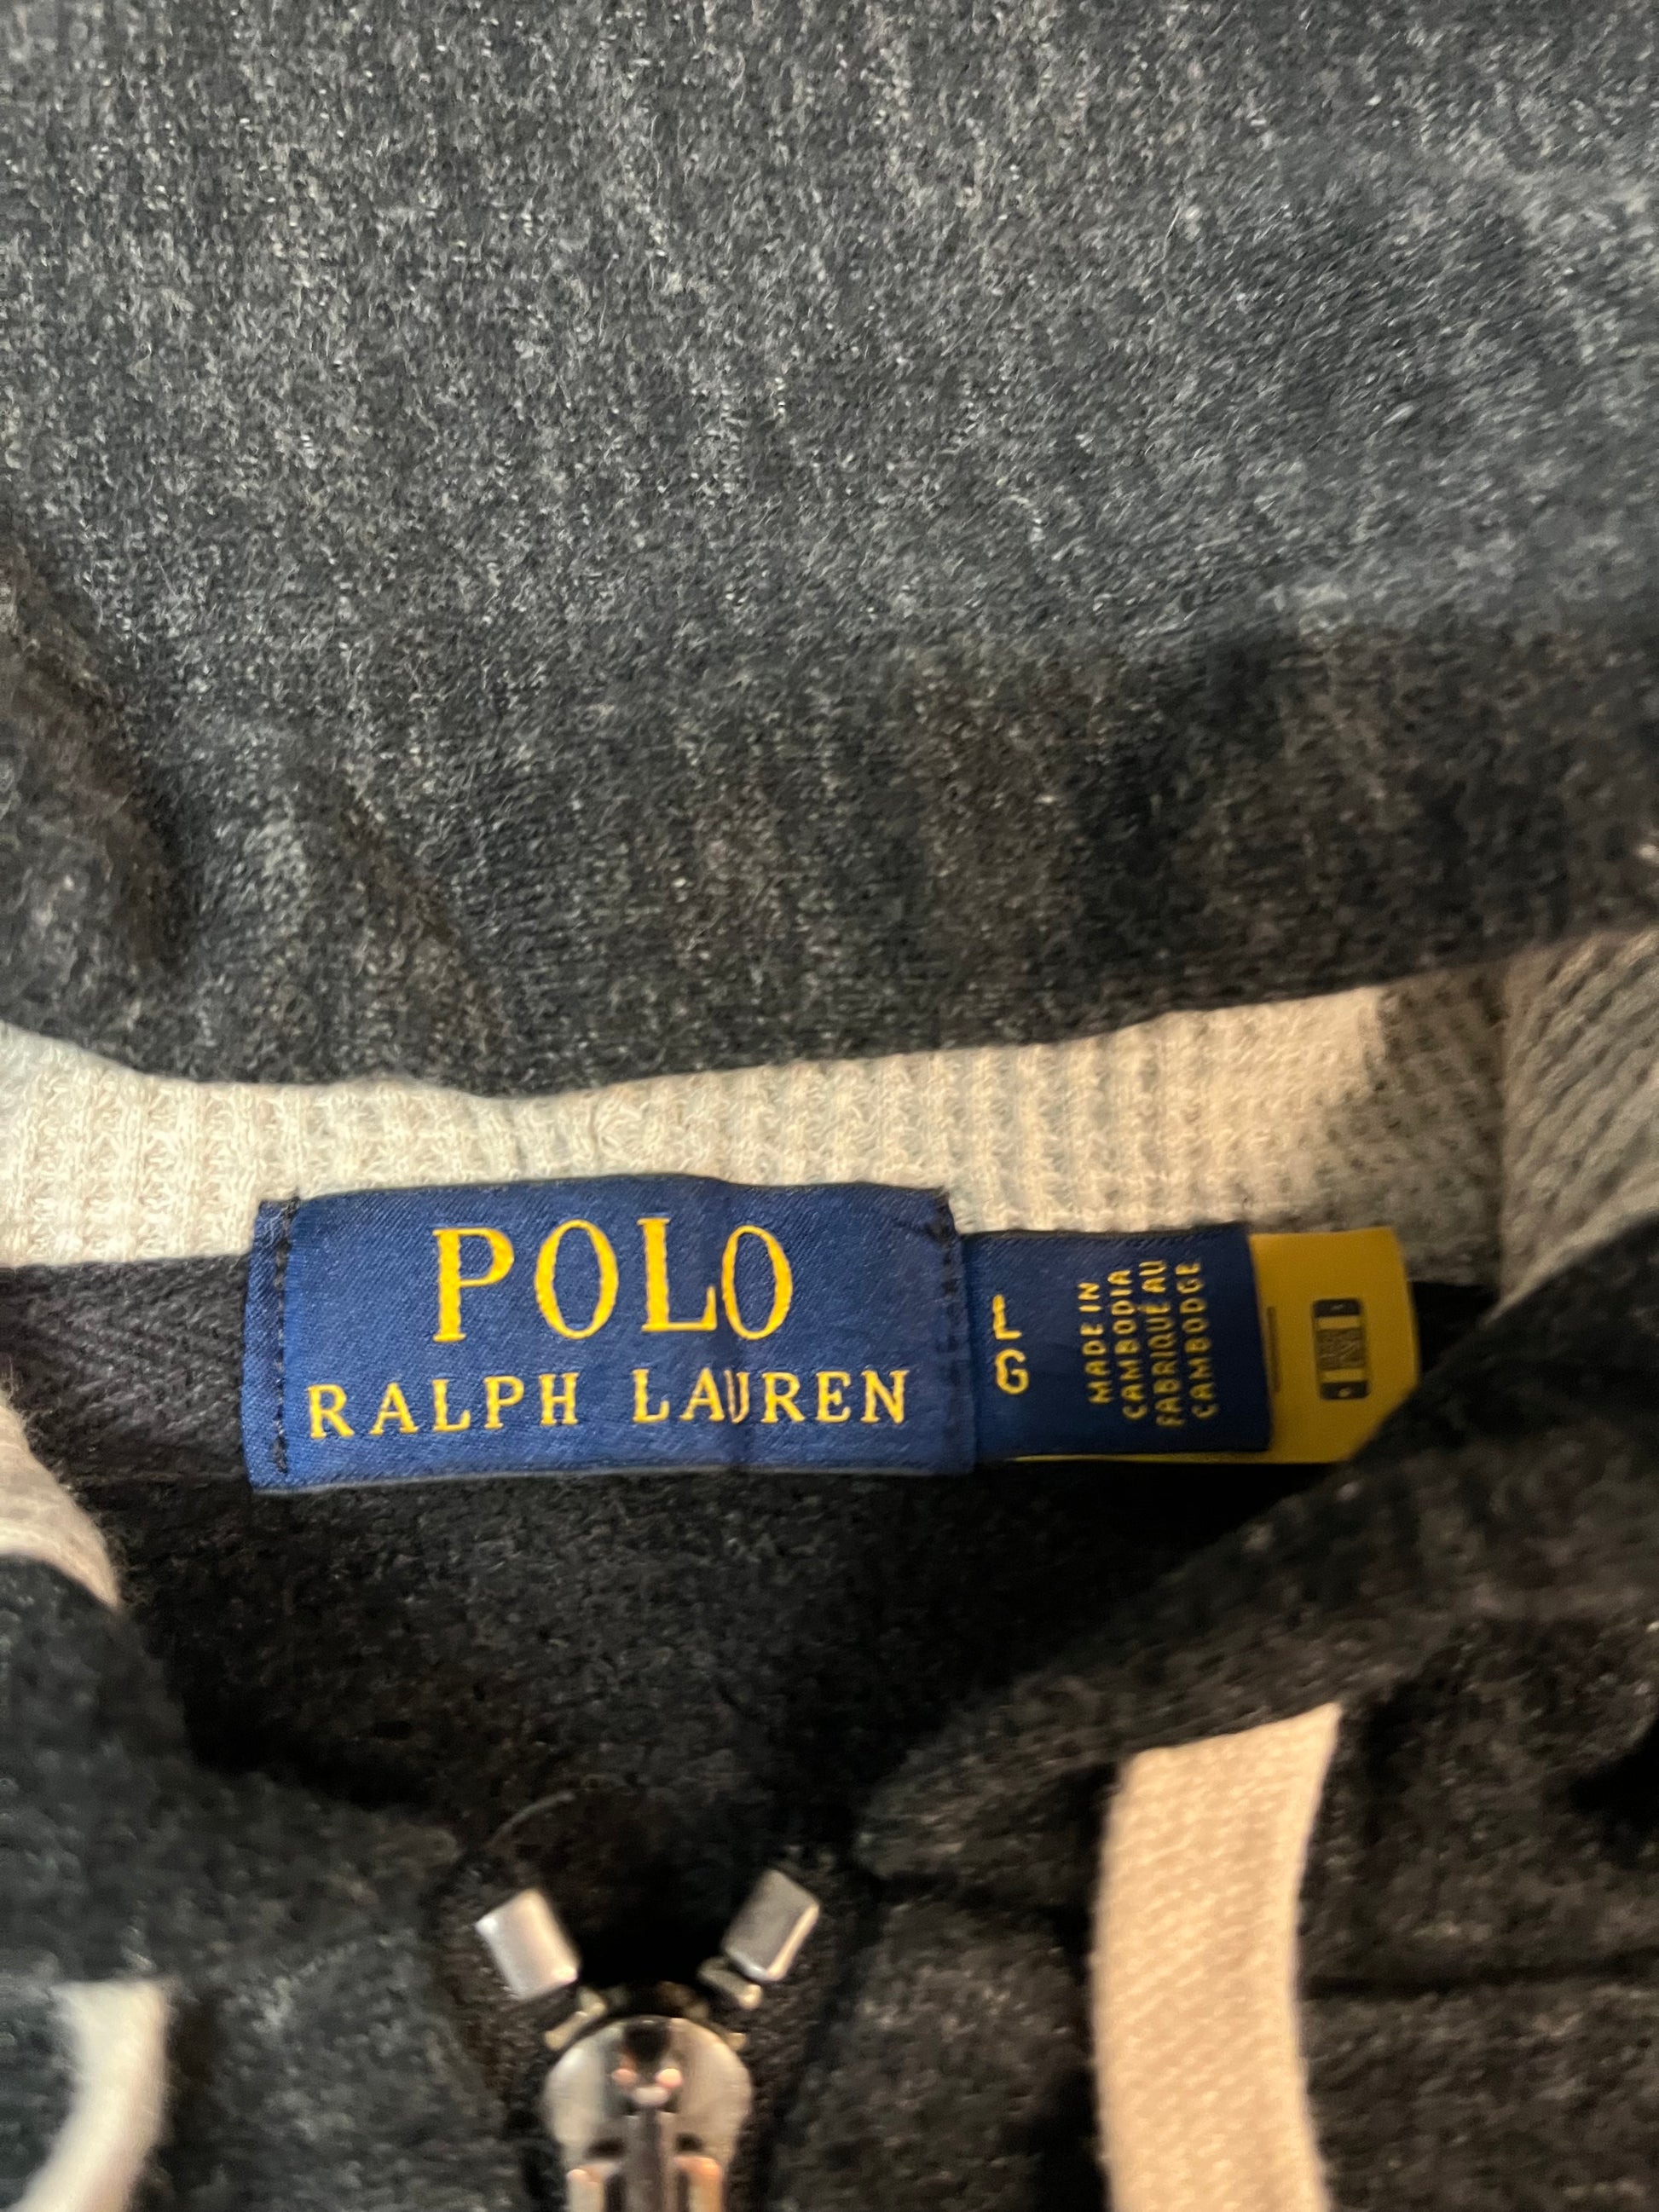 POLO
RALPH LAUREN
L
G
MADE IN
CAMBODIA
FABRIQUÉ AU
CAMBODGE